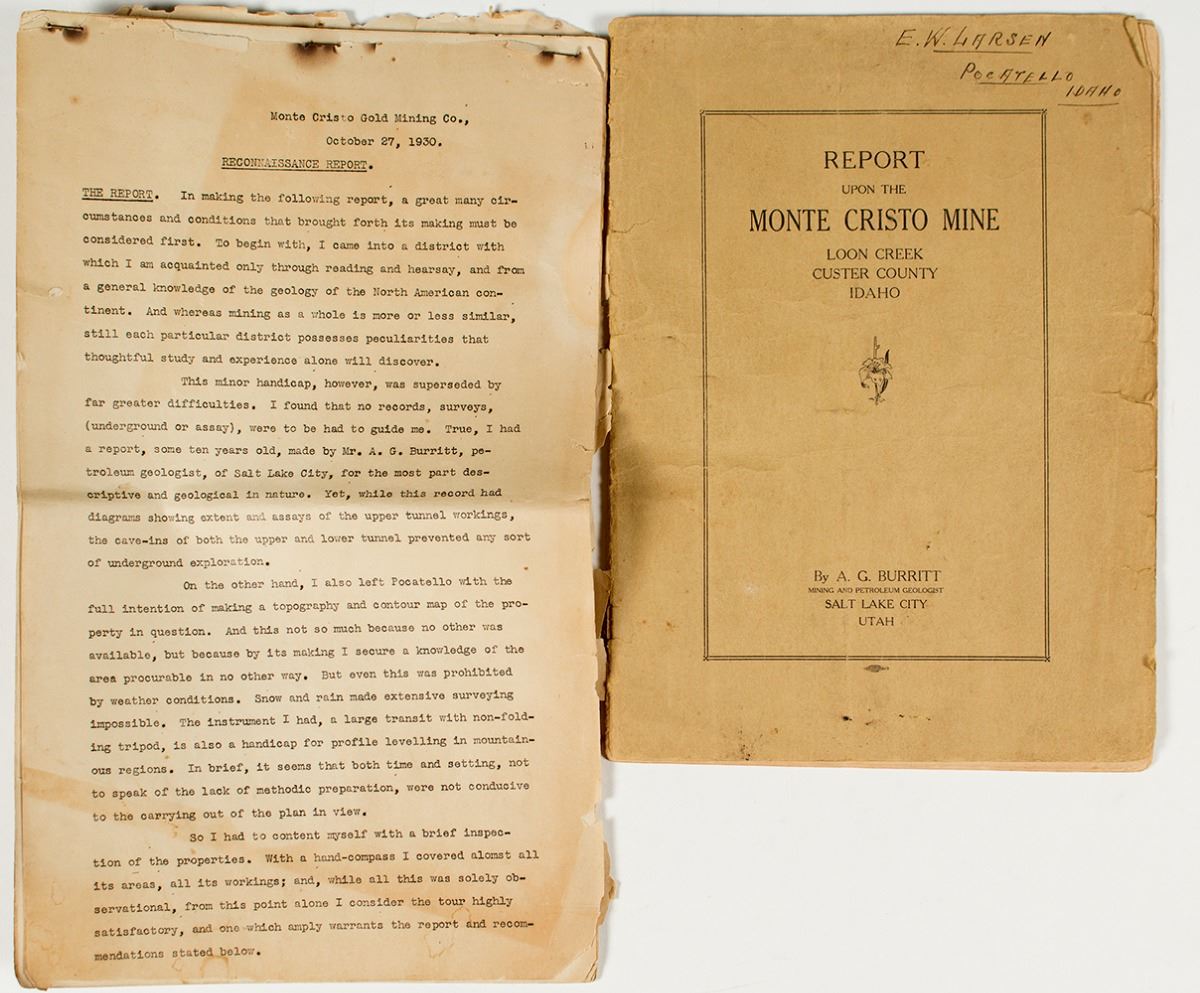 Monte Cristo Gold Mining Co.,
October 27, 1930.
RECONNAISSANCE REPORT.
THE REPORT. In making the following report, a great many cir-
cumstances and conditions that brought forth its making must be
considered first. To begin with, I came into a district with
which I am acquainted only through reading and hearsay, and from
a general knowledge of the geology of the North American con-
tinent. And whereas mining as a whole is more or less similar,
still each particular district possesses peculiarities that
thoughtful study and experience alone will discover.
This minor handicap, however, was superseded by
far greater difficulties. I found that no records, surveys,
(underground or assay), were to be had to guide me. True, I had
a report, some ten years old, made by Mr. A. G. Burritt, pe-
troleum geologist, of Salt Lake City, for the most part des-
criptive and geological in nature. Yet, while this record had
diagrams showing extent and assays of the upper tunnel workings,
the cave-ins of both the upper and lower tunnel prevented any sort
of underground exploration.
On the other hand, I also left Pocatello with the
full intention of making a topography and contour map of the pro-
perty in question. And this not so much because no other was
available, but because by its making I secure a knowledge of the
area procurable in no other way. But even this was prohibited
by weather conditions. Snow and rain made extensive surveying
impossible. The instrument I had, a large transit with non-fold-
ing tripod, is also a handicap for profile levelling in mountain-
ous regions. In brief, it seems that both time and setting, not
to speak of the lack of methodic preparation, were not conducive
to the carrying out of the plan in view.
So I had to content myself with a brief inspec-
tion of the properties. With a hand-compass I covered alomst all
its areas, all its workings; and, while all this was solely ob-
servational, from this point alone I consider the tour highly
satisfactory, and one which amply warrants the report and recom-
mendations stated below.
E. W. LARSEN
POCATELLO
IDAHO
REPORT
UPON THE
MONTE CRISTO MINE
LOON CREEK
CUSTER COUNTY
IDAHO
By A. G. BURRITT
MINING AND PETROLEUM GEOLOGIST
SALT LAKE CITY
UTAH